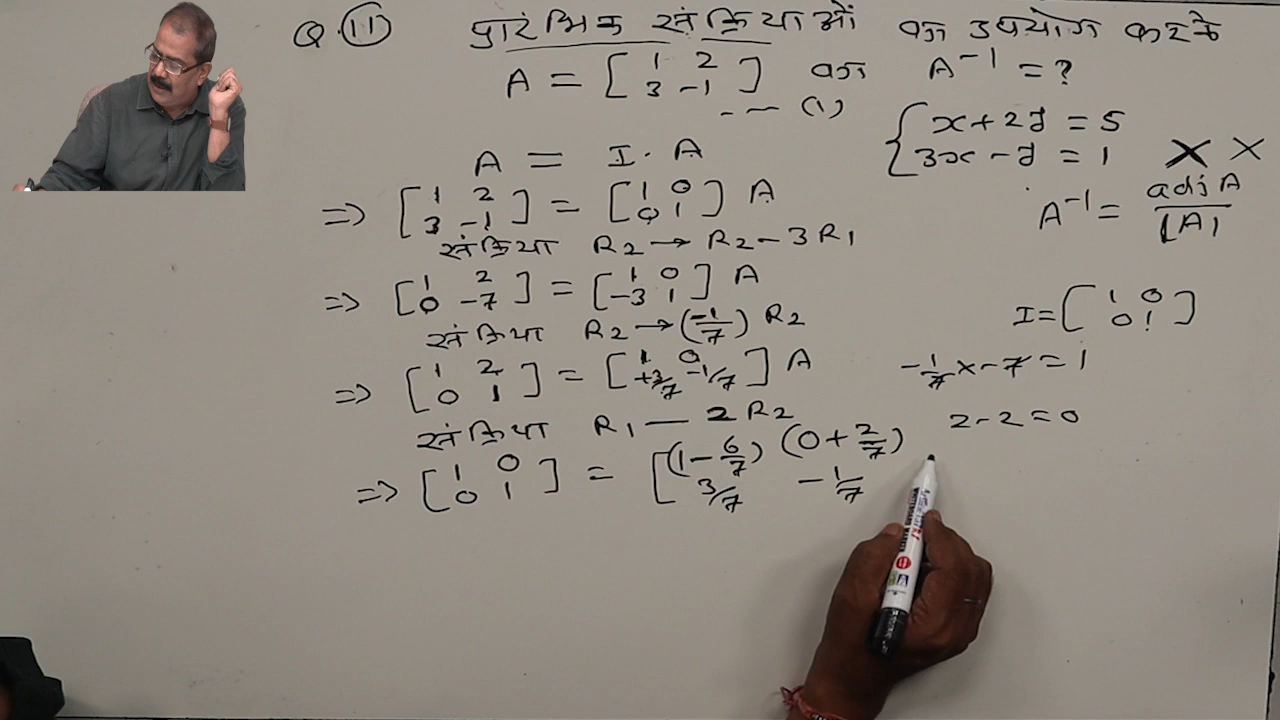 Q. 11 प्रारंभिक संक्रियाओं का उपयोग करके
A = [1 2; 3 -1] का A⁻¹ = ?
--- (1)
A = I. A
=> [1 2; 3 -1] = [1 0; 0 1] A
संक्रिया R₂ → R₂ - 3R₁
=> [1 2; 0 -7] = [1 0; -3 1] A
संक्रिया R₂ → (-1/7) R₂
=> [1 2; 0 1] = [1 0; +3/7 -1/7] A
संक्रिया R₁ — 2R₂
=> [1 0; 0 1] = [(1 - 6/7) (0 + 2/7); 3/7 -1/7
{x + 2y = 5
3x - y = 1 X X
A⁻¹ = adj A / |A|
I = [1 0; 0 1]
-1/7 x -7 = 1
2 - 2 = 0